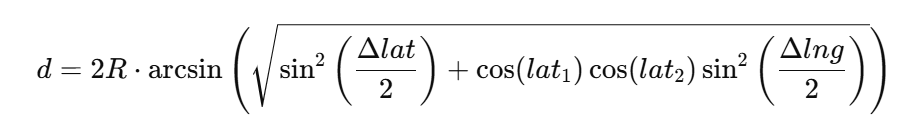 d = 2R · arcsin(√(sin²(Δlat/2) + cos(lat₁) cos(lat₂) sin²(Δlng/2)))